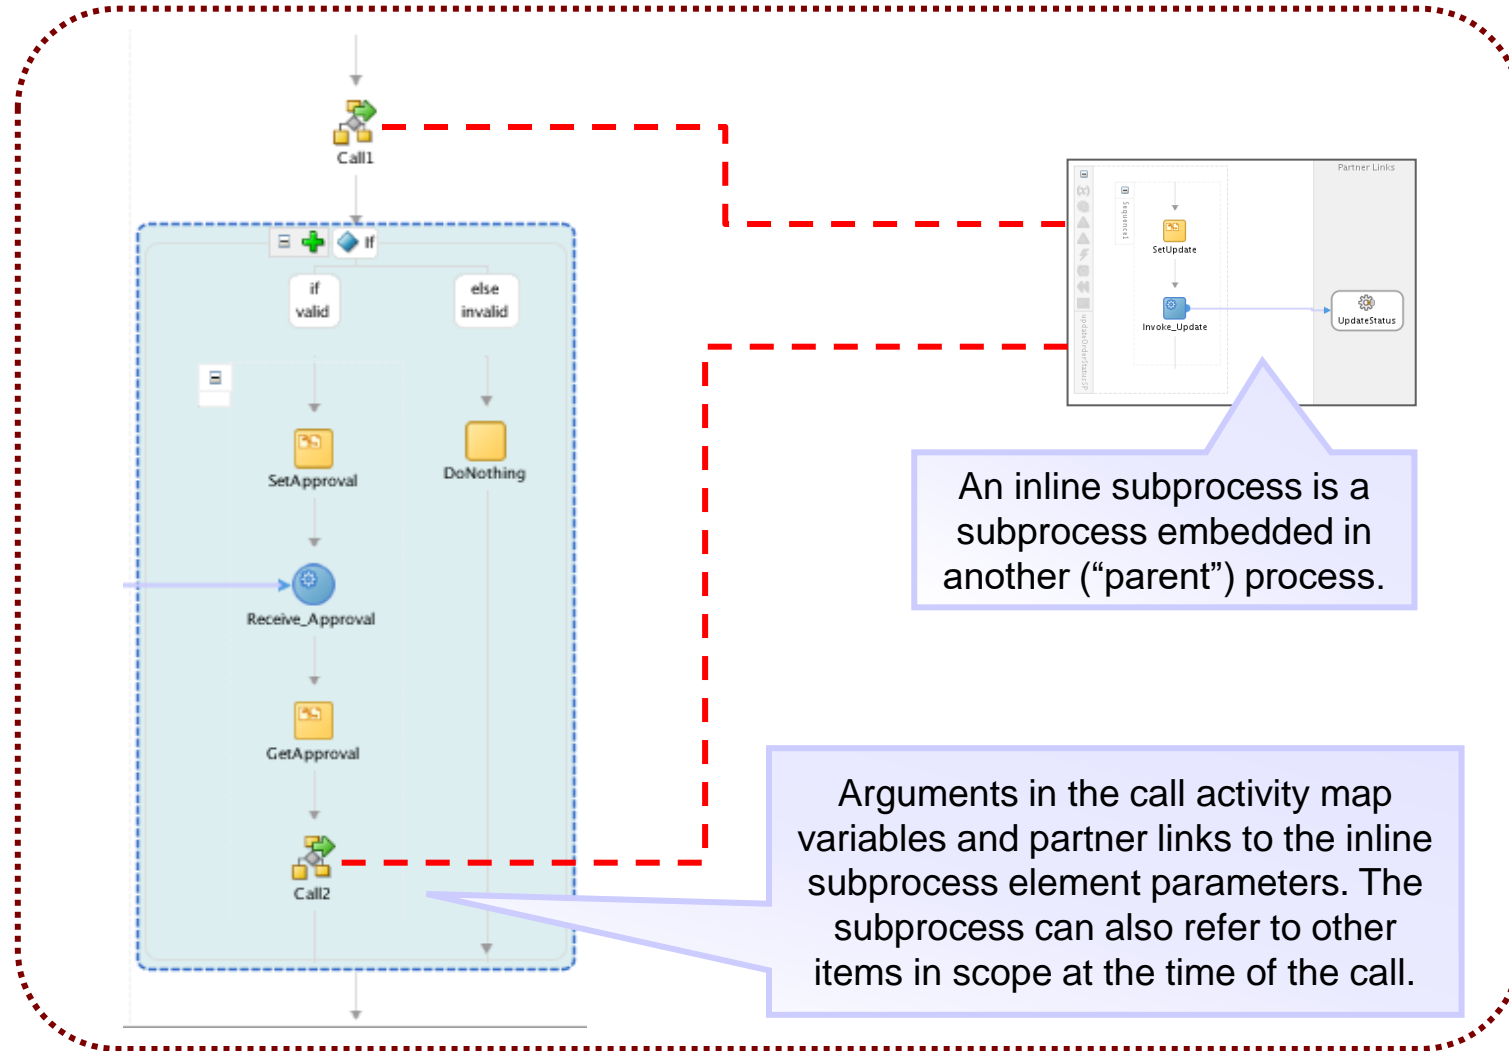 Call1
If
if
valid
else
invalid
SetApproval
DoNothing
Receive_Approval
GetApproval
Call2
Partner Links
Sequence1
SetUpdate
Invoke_Update
UpdateStatus
updateOrderStatusSP
An inline subprocess is a
subprocess embedded in
another (“parent”) process.
Arguments in the call activity map
variables and partner links to the inline
subprocess element parameters. The
subprocess can also refer to other
items in scope at the time of the call.